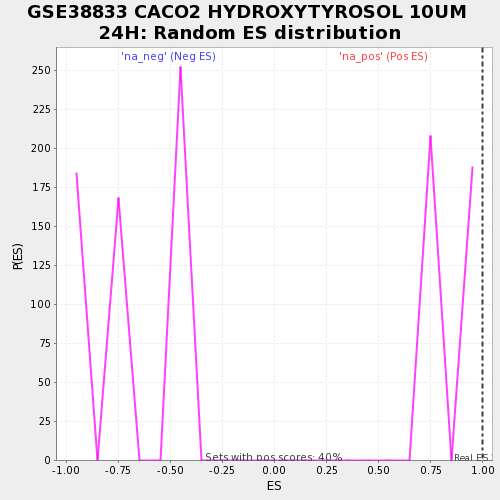 GSE38833 CACO2 HYDROXYTYROSOL 10UM
24H: Random ES distribution
'na_neg' (Neg ES) 'na_pos' (Pos ES)
250
225
200
175
150
125
100
75
50
25
0
P(ES)
Sets with pos scores: 40%
Real ES
-1.00 -0.75 -0.50 -0.25 0.00 0.25 0.50 0.75 1.00
ES